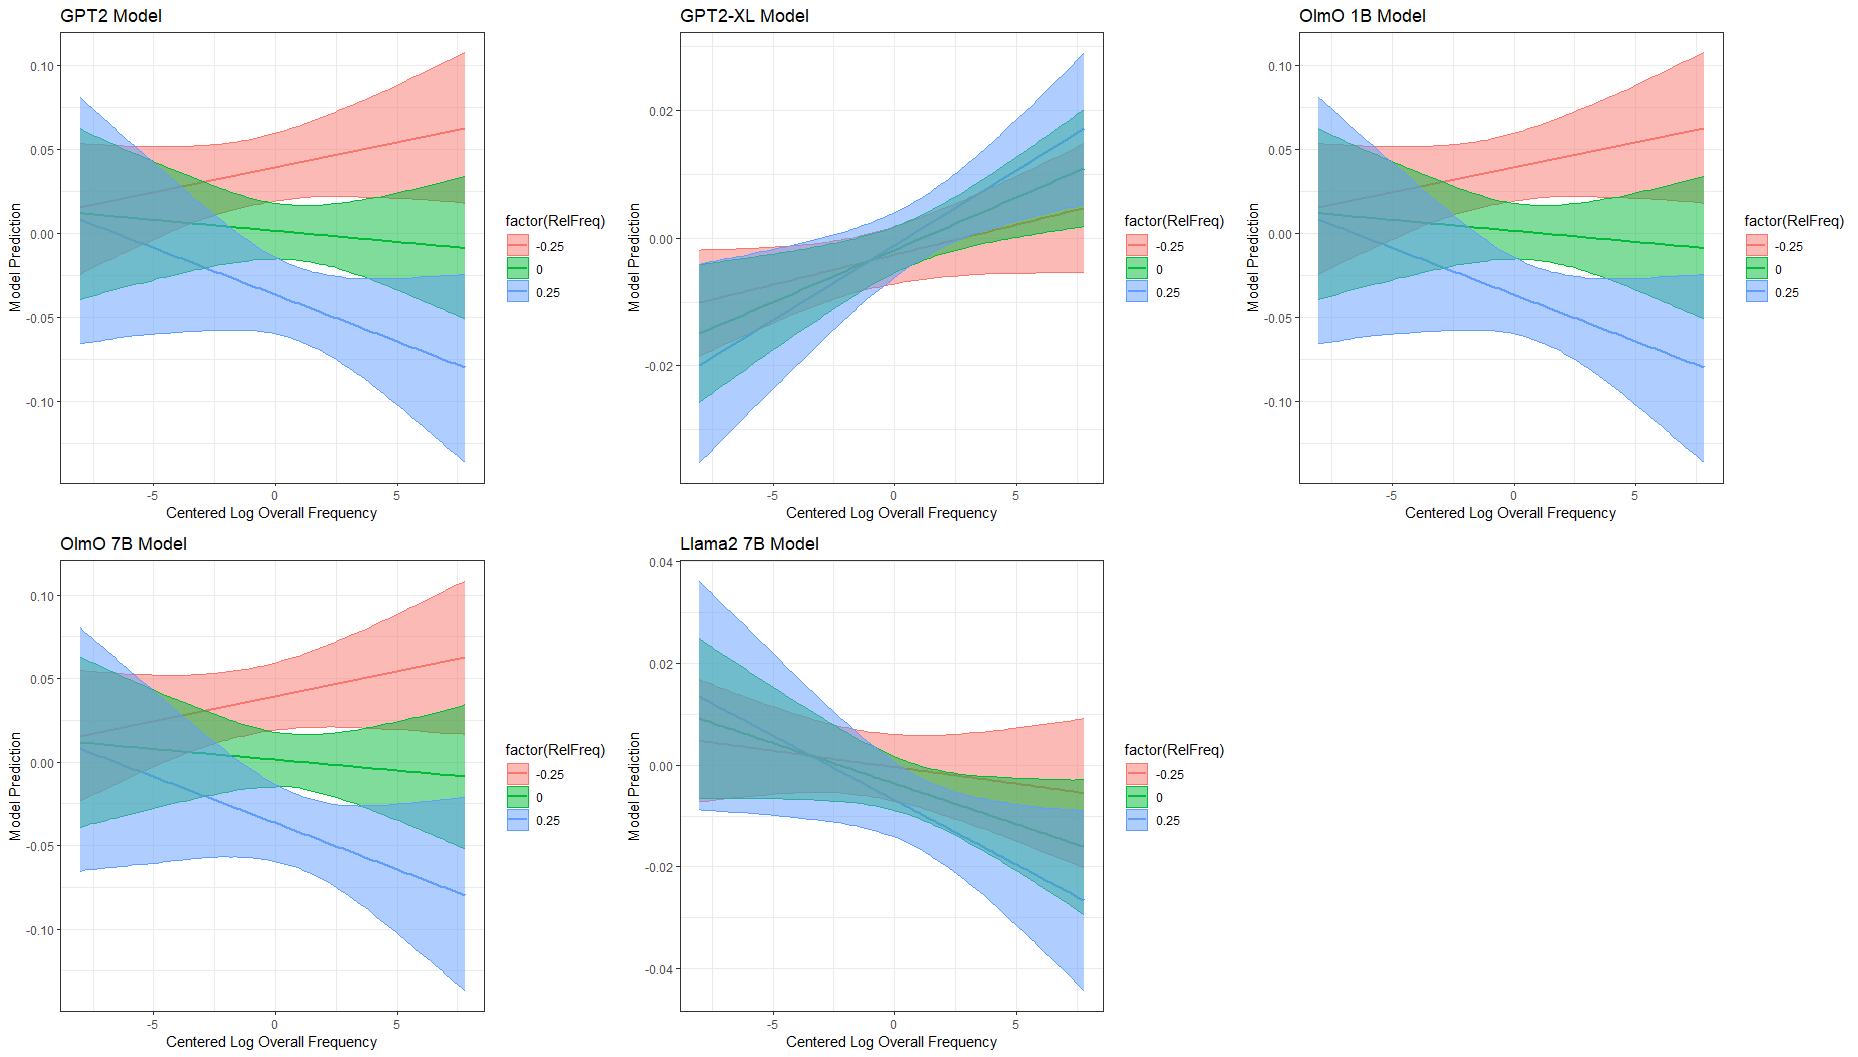 GPT2 Model
Model Prediction
0.10
0.05
0.00
-0.05
-0.10
-5
0
5
Centered Log Overall Frequency
factor(RelFreq)
-0.25
0
0.25
GPT2-XL Model
Model Prediction
0.02
0.00
-0.02
-5
0
5
Centered Log Overall Frequency
factor(RelFreq)
-0.25
0
0.25
OlmO 1B Model
Model Prediction
0.10
0.05
0.00
-0.05
-0.10
-5
0
5
Centered Log Overall Frequency
factor(RelFreq)
-0.25
0
0.25
OlmO 7B Model
Model Prediction
0.10
0.05
0.00
-0.05
-0.10
-5
0
5
Centered Log Overall Frequency
factor(RelFreq)
-0.25
0
0.25
Llama2 7B Model
Model Prediction
0.04
0.02
0.00
-0.02
-0.04
-5
0
5
Centered Log Overall Frequency
factor(RelFreq)
-0.25
0
0.25